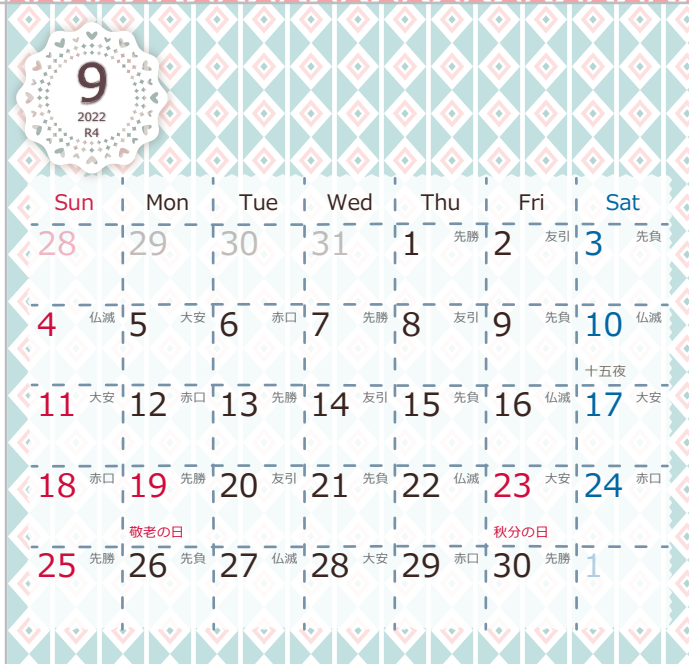 9
2022
R4
Sun Mon Tue Wed Thu Fri Sat
28 29 30 31 1 先勝 2 友引 3 先負
4 仏滅 5 大安 6 赤口 7 先勝 8 友引 9 先負 10 仏滅
十五夜
11 大安 12 赤口 13 先勝 14 友引 15 先負 16 仏滅 17 大安
18 赤口 19 先勝 20 友引 21 先負 22 仏滅 23 大安 24 赤口
敬老の日 秋分の日
25 先勝 26 先負 27 仏滅 28 大安 29 赤口 30 先勝 1